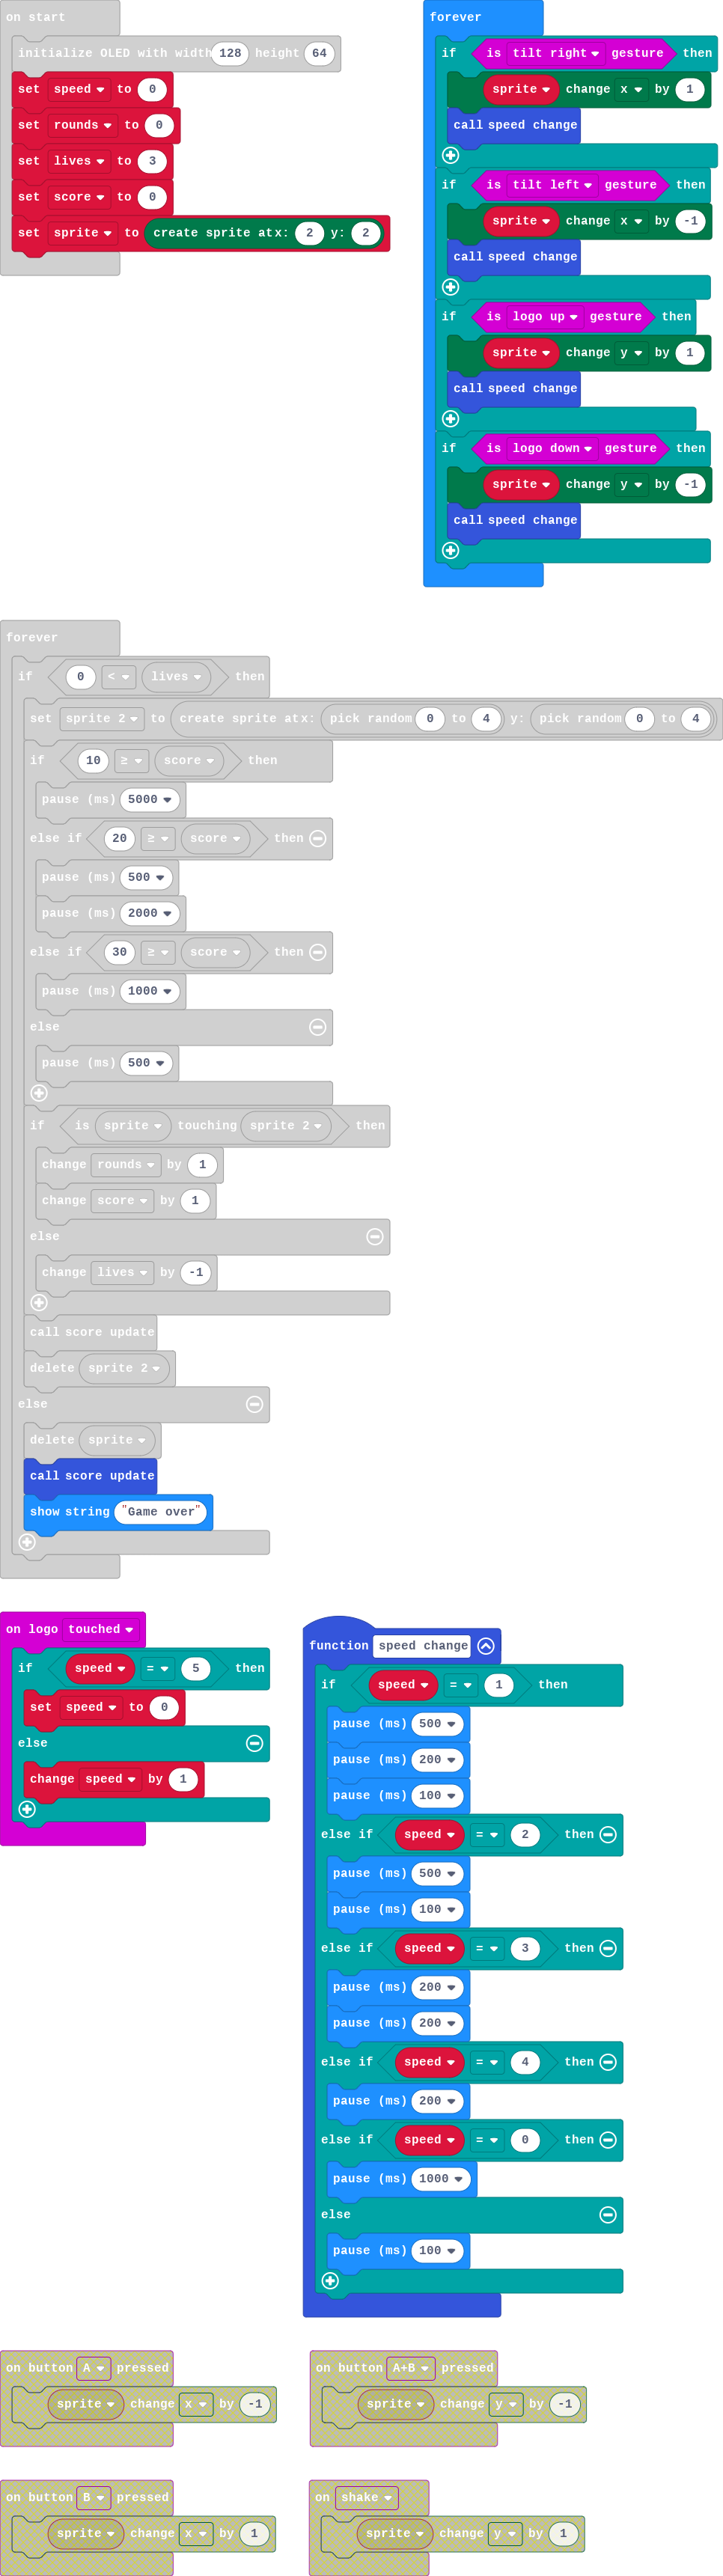 on start
initialize OLED with width 128 height 64
set speed to 0
set rounds to 0
set lives to 3
set score to 0
set sprite to create sprite at x: 2 y: 2
forever
if is tilt right gesture then
sprite change x by 1
call speed change
if is tilt left gesture then
sprite change x by -1
call speed change
if is logo up gesture then
sprite change y by 1
call speed change
if is logo down gesture then
sprite change y by -1
call speed change
forever
if 0 < lives then
set sprite 2 to create sprite at x: pick random 0 to 4 y: pick random 0 to 4
if 10 ≥ score then
pause (ms) 5000
else if 20 ≥ score then
pause (ms) 500
pause (ms) 2000
else if 30 ≥ score then
pause (ms) 1000
else
pause (ms) 500
if is sprite touching sprite 2 then
change rounds by 1
change score by 1
else
change lives by -1
call score update
delete sprite 2
else
delete sprite
call score update
show string "Game over"
on logo touched
if speed = 5 then
set speed to 0
else
change speed by 1
function speed change
if speed = 1 then
pause (ms) 500
pause (ms) 200
pause (ms) 100
else if speed = 2 then
pause (ms) 500
pause (ms) 100
else if speed = 3 then
pause (ms) 200
pause (ms) 200
else if speed = 4 then
pause (ms) 200
else if speed = 0 then
pause (ms) 1000
else
pause (ms) 100
on button A pressed
sprite change x by -1
on button A+B pressed
sprite change y by -1
on button B pressed
sprite change x by 1
on shake
sprite change y by 1